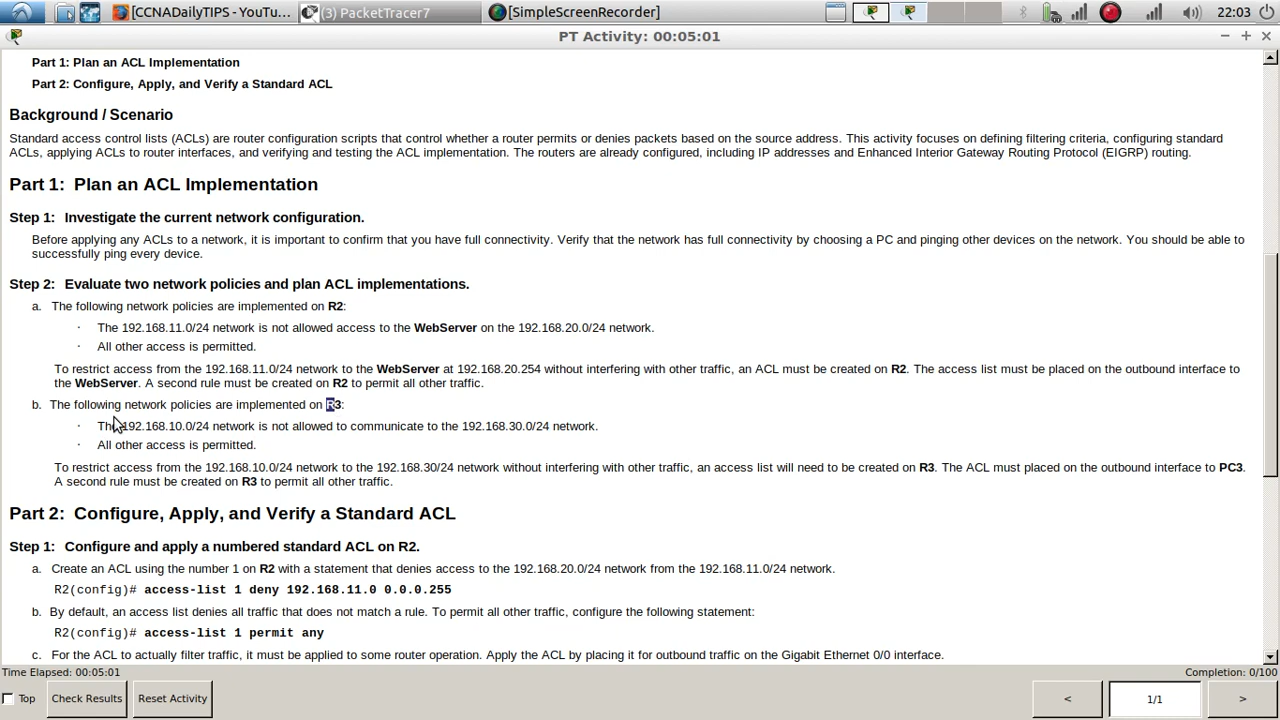 [CCNADailyTIPS - YouTu...
(3) PacketTracer7
[SimpleScreenRecorder]
22:03
PT Activity: 00:05:01
Part 1: Plan an ACL Implementation
Part 2: Configure, Apply, and Verify a Standard ACL
Background / Scenario
Standard access control lists (ACLs) are router configuration scripts that control whether a router permits or denies packets based on the source address. This activity focuses on defining filtering criteria, configuring standard
ACLs, applying ACLs to router interfaces, and verifying and testing the ACL implementation. The routers are already configured, including IP addresses and Enhanced Interior Gateway Routing Protocol (EIGRP) routing.
Part 1: Plan an ACL Implementation
Step 1: Investigate the current network configuration.
Before applying any ACLs to a network, it is important to confirm that you have full connectivity. Verify that the network has full connectivity by choosing a PC and pinging other devices on the network. You should be able to
successfully ping every device.
Step 2: Evaluate two network policies and plan ACL implementations.
a. The following network policies are implemented on R2:
· The 192.168.11.0/24 network is not allowed access to the WebServer on the 192.168.20.0/24 network.
· All other access is permitted.
To restrict access from the 192.168.11.0/24 network to the WebServer at 192.168.20.254 without interfering with other traffic, an ACL must be created on R2. The access list must be placed on the outbound interface to
the WebServer. A second rule must be created on R2 to permit all other traffic.
b. The following network policies are implemented on R3:
· The 192.168.10.0/24 network is not allowed to communicate to the 192.168.30.0/24 network.
· All other access is permitted.
To restrict access from the 192.168.10.0/24 network to the 192.168.30/24 network without interfering with other traffic, an access list will need to be created on R3. The ACL must placed on the outbound interface to PC3.
A second rule must be created on R3 to permit all other traffic.
Part 2: Configure, Apply, and Verify a Standard ACL
Step 1: Configure and apply a numbered standard ACL on R2.
a. Create an ACL using the number 1 on R2 with a statement that denies access to the 192.168.20.0/24 network from the 192.168.11.0/24 network.
R2(config)# access-list 1 deny 192.168.11.0 0.0.0.255
b. By default, an access list denies all traffic that does not match a rule. To permit all other traffic, configure the following statement:
R2(config)# access-list 1 permit any
c. For the ACL to actually filter traffic, it must be applied to some router operation. Apply the ACL by placing it for outbound traffic on the Gigabit Ethernet 0/0 interface.
Time Elapsed: 00:05:01
Completion: 0/100
Top
Check Results
Reset Activity
<
1/1
>